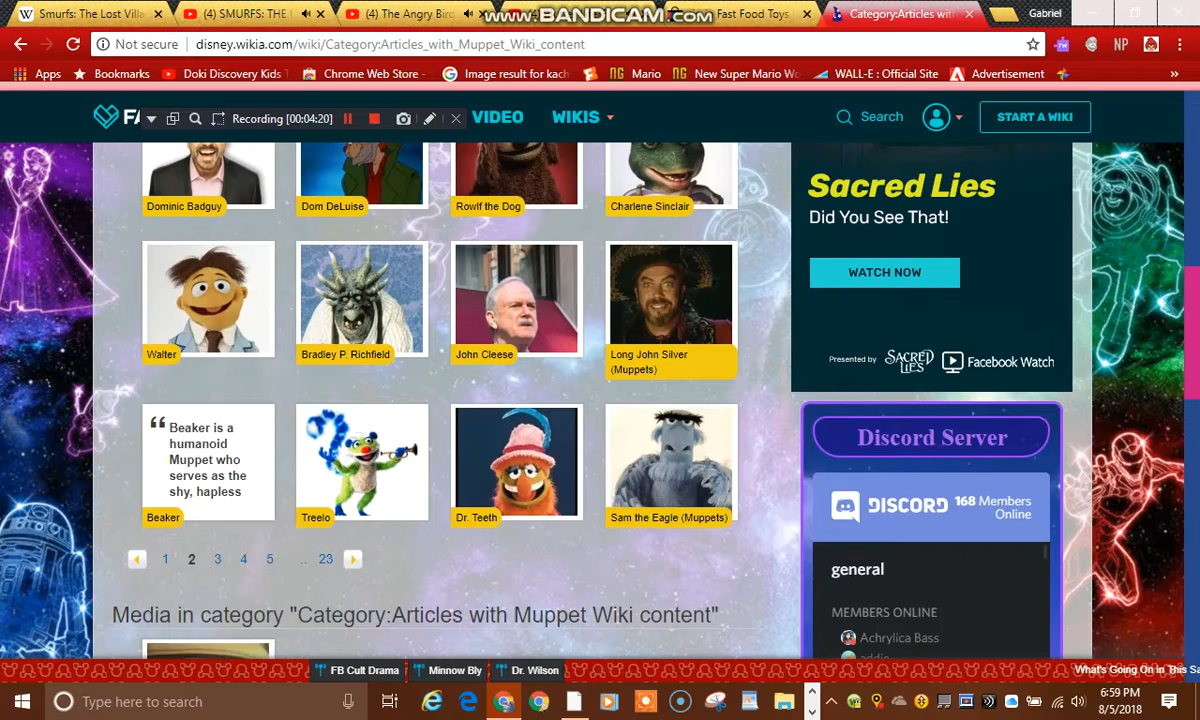 Smurfs: The Lost Villa
(4) SMURFS: THE
(4) The Angry Bir
www.BANDICAM.com
Fast Food Toys
Category:Articles wit
Gabriel
Not secure
disney.wikia.com/wiki/Category:Articles_with_Muppet_Wiki_content
NP
Apps
Bookmarks
Doki Discovery Kids
Chrome Web Store -
Image result for kach
Mario
New Super Mario Wo
WALL-E : Official Site
Advertisement
»
FA
Recording [00:04:20]
VIDEO
WIKIS
Search
START A WIKI
Dominic Badguy
Dom DeLuise
Rowlf the Dog
Charlene Sinclair
Sacred Lies
Did You See That!
WATCH NOW
Presented by
SACRED LIES
Facebook Watch
Walter
Bradley P. Richfield
John Cleese
Long John Silver
(Muppets)
“ Beaker is a
humanoid
Muppet who
serves as the
shy, hapless
Beaker
Treelo
Dr. Teeth
Sam the Eagle (Muppets)
Discord Server
DISCORD
168 Members
Online
general
MEMBERS ONLINE
Achrylica Bass
addie
1 2 3 4 5 .. 23
Media in category "Category:Articles with Muppet Wiki content"
FB Cult Drama
Minnow Bly
Dr. Wilson
What's Going On in This Sa
Type here to search
6:59 PM
8/5/2018